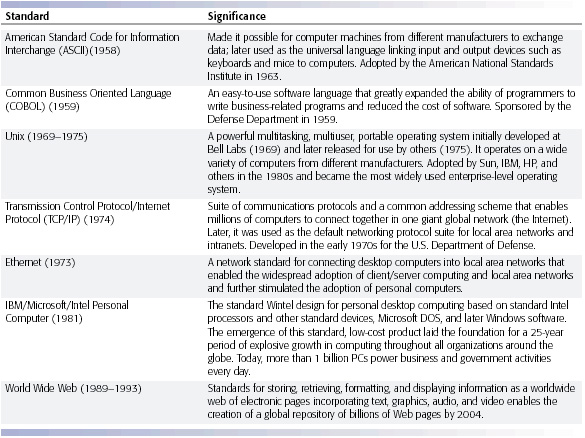 Standard Significance
American Standard Code for Information Made it possible for computer machines from different manufacturers to exchange
Interchange (ASCII)(1958) data; later used as the universal language linking input and output devices such as
keyboards and mice to computers. Adopted by the American National Standards
Institute in 1963.
Common Business Oriented Language An easy-to-use software language that greatly expanded the ability of programmers to
(COBOL) (1959) write business-related programs and reduced the cost of software. Sponsored by the
Defense Department in 1959.
Unix (1969–1975) A powerful multitasking, multiuser, portable operating system initially developed at
Bell Labs (1969) and later released for use by others (1975). It operates on a wide
variety of computers from different manufacturers. Adopted by Sun, IBM, HP, and
others in the 1980s and became the most widely used enterprise-level operating
system.
Transmission Control Protocol/Internet Suite of communications protocols and a common addressing scheme that enables
Protocol (TCP/IP) (1974) millions of computers to connect together in one giant global network (the Internet).
Later, it was used as the default networking protocol suite for local area networks and
intranets. Developed in the early 1970s for the U.S. Department of Defense.
Ethernet (1973) A network standard for connecting desktop computers into local area networks that
enabled the widespread adoption of client/server computing and local area networks
and further stimulated the adoption of personal computers.
IBM/Microsoft/Intel Personal The standard Wintel design for personal desktop computing based on standard Intel
Computer (1981) processors and other standard devices, Microsoft DOS, and later Windows software.
The emergence of this standard, low-cost product laid the foundation for a 25-year
period of explosive growth in computing throughout all organizations around the
globe. Today, more than 1 billion PCs power business and government activities
every day.
World Wide Web (1989–1993) Standards for storing, retrieving, formatting, and displaying information as a worldwide
web of electronic pages incorporating text, graphics, audio, and video enables the
creation of a global repository of billions of Web pages by 2004.